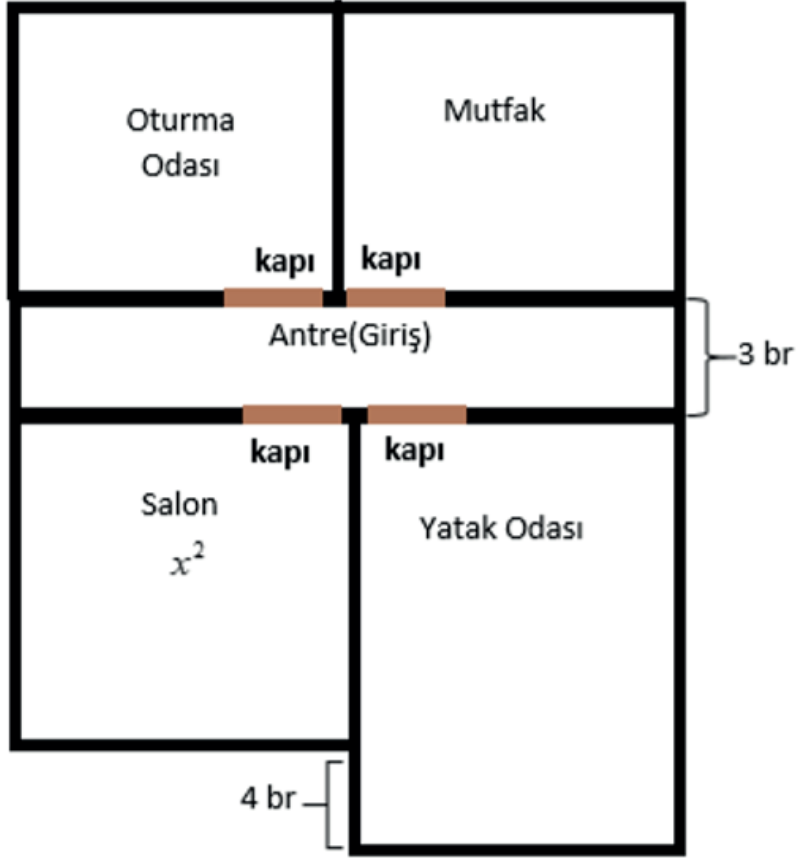 Oturma
Odası
Mutfak
kapı
kapı
Antre(Giriş)
3 br
kapı
kapı
Salon
x²
Yatak Odası
4 br